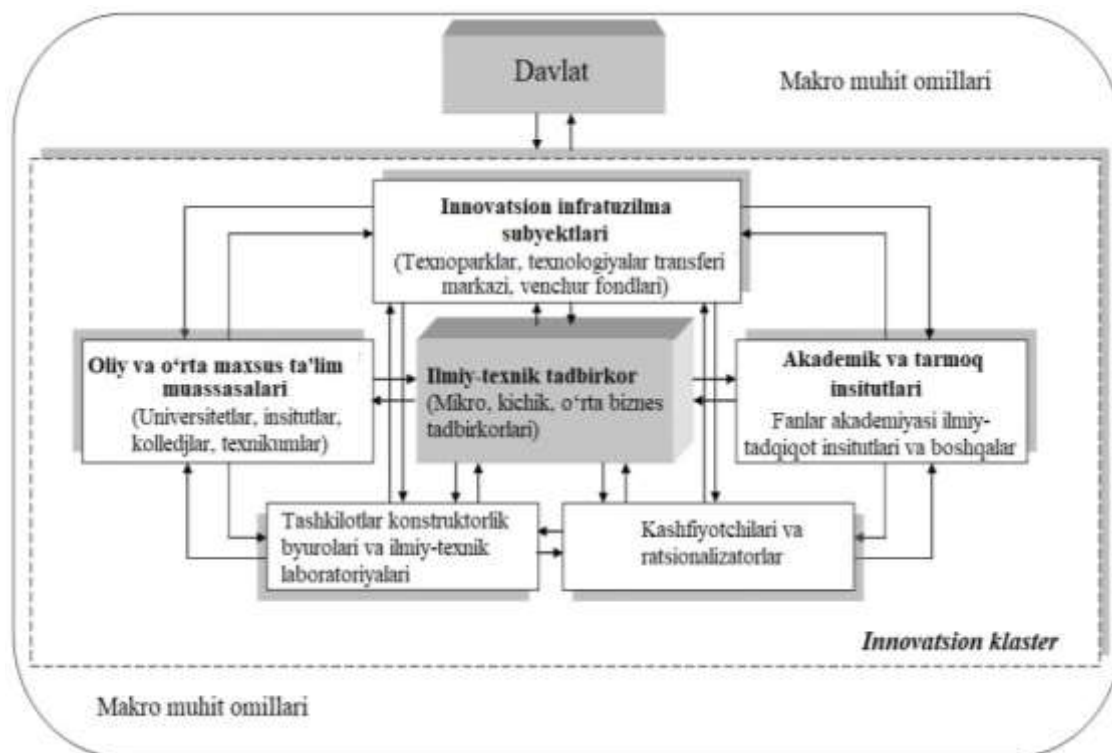 Davlat
Makro muhit omillari
Innovatsion infratuzilma
subyektlari
(Texnoparklar, texnologiyalar transferi
markazi, venchur fondlari)
Oliy va o‘rta maxsus ta’lim
muassasalari
(Universitetlar, insitutlar,
kolledjlar, texnikumlar)
Ilmiy-texnik tadbirkor
(Mikro, kichik, o‘rta biznes
tadbirkorlari)
Akademik va tarmoq
insitutlari
Fanlar akademiyasi ilmiy-
tadqiqot insitutlari va boshqalar
Tashkilotlar konstruktorlik
byurolari va ilmiy-texnik
laboratoriyalari
Kashfiyotchilari va
ratsionalizatorlar
Innovatsion klaster
Makro muhit omillari